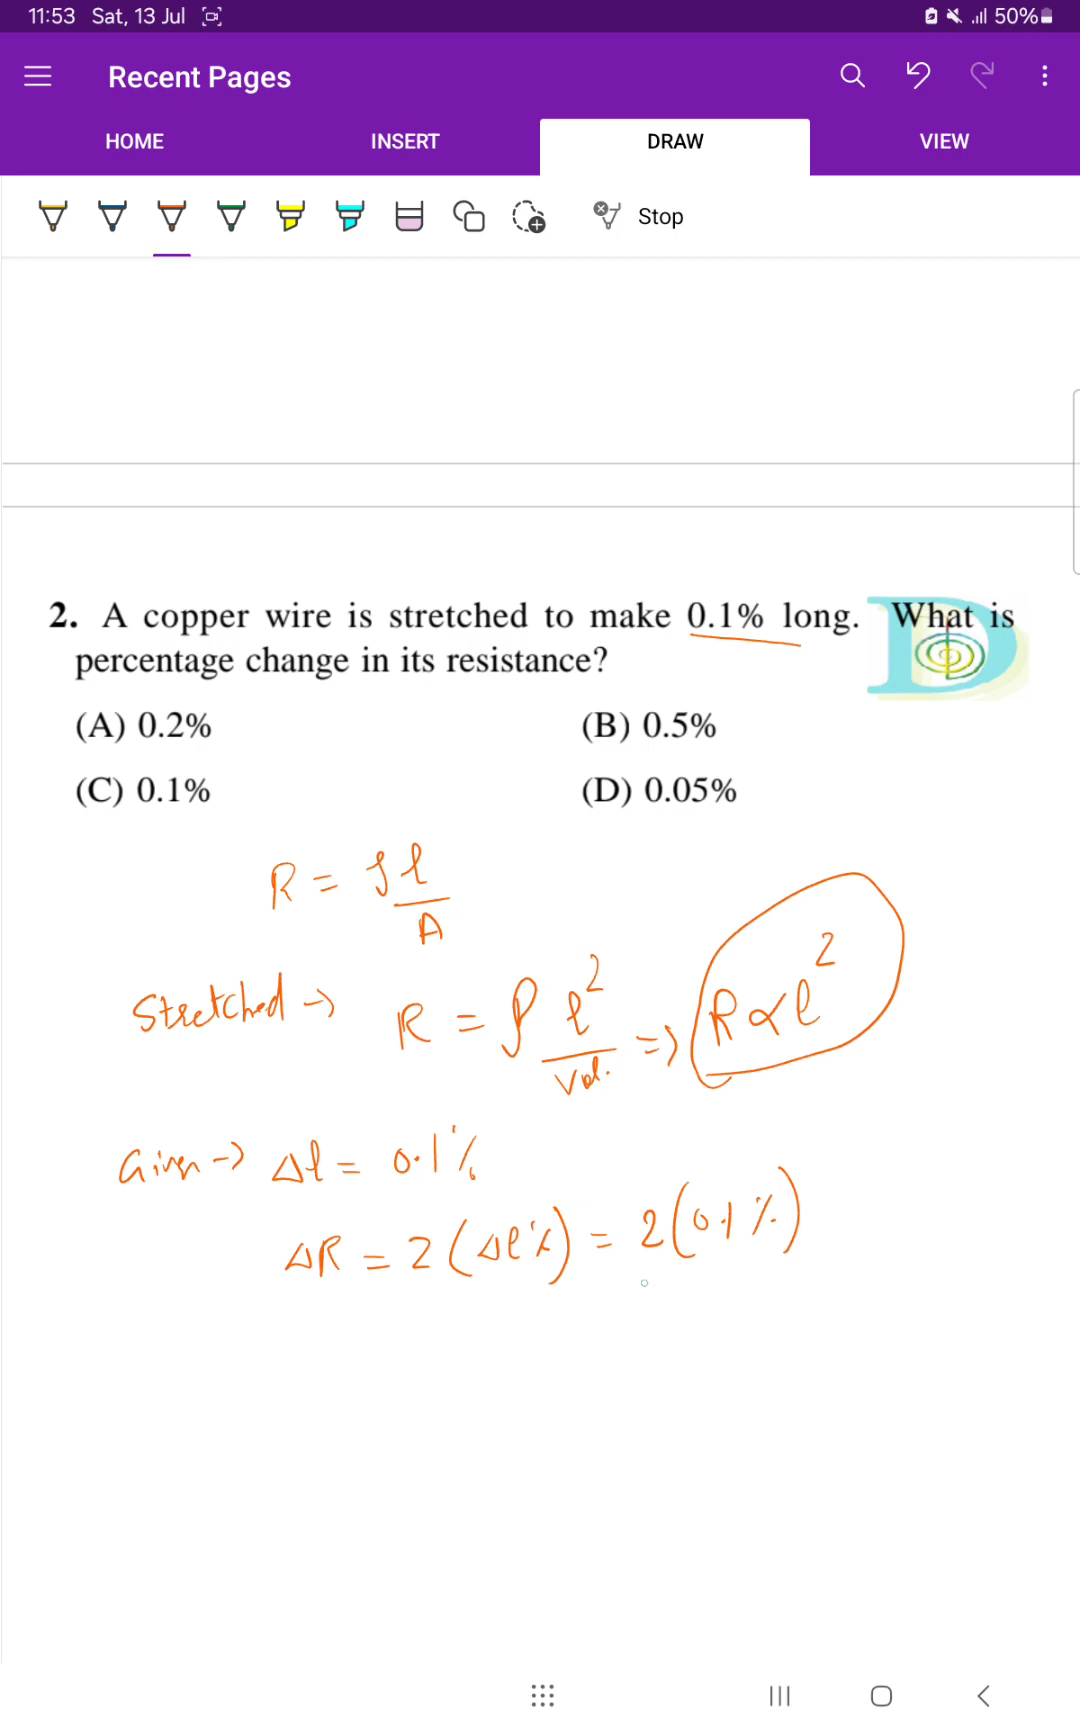 11:53 Sat, 13 Jul 50%
Recent Pages
HOME INSERT DRAW VIEW
Stop
2. A copper wire is stretched to make 0.1% long. What is
percentage change in its resistance?
(A) 0.2% (B) 0.5%
(C) 0.1% (D) 0.05%
R = ρl/A
Stretched → R = ρ l²/Vol. ⇒ R ∝ l²
Given → Δl = 0.1%
ΔR = 2(Δl%) = 2(0.1%)